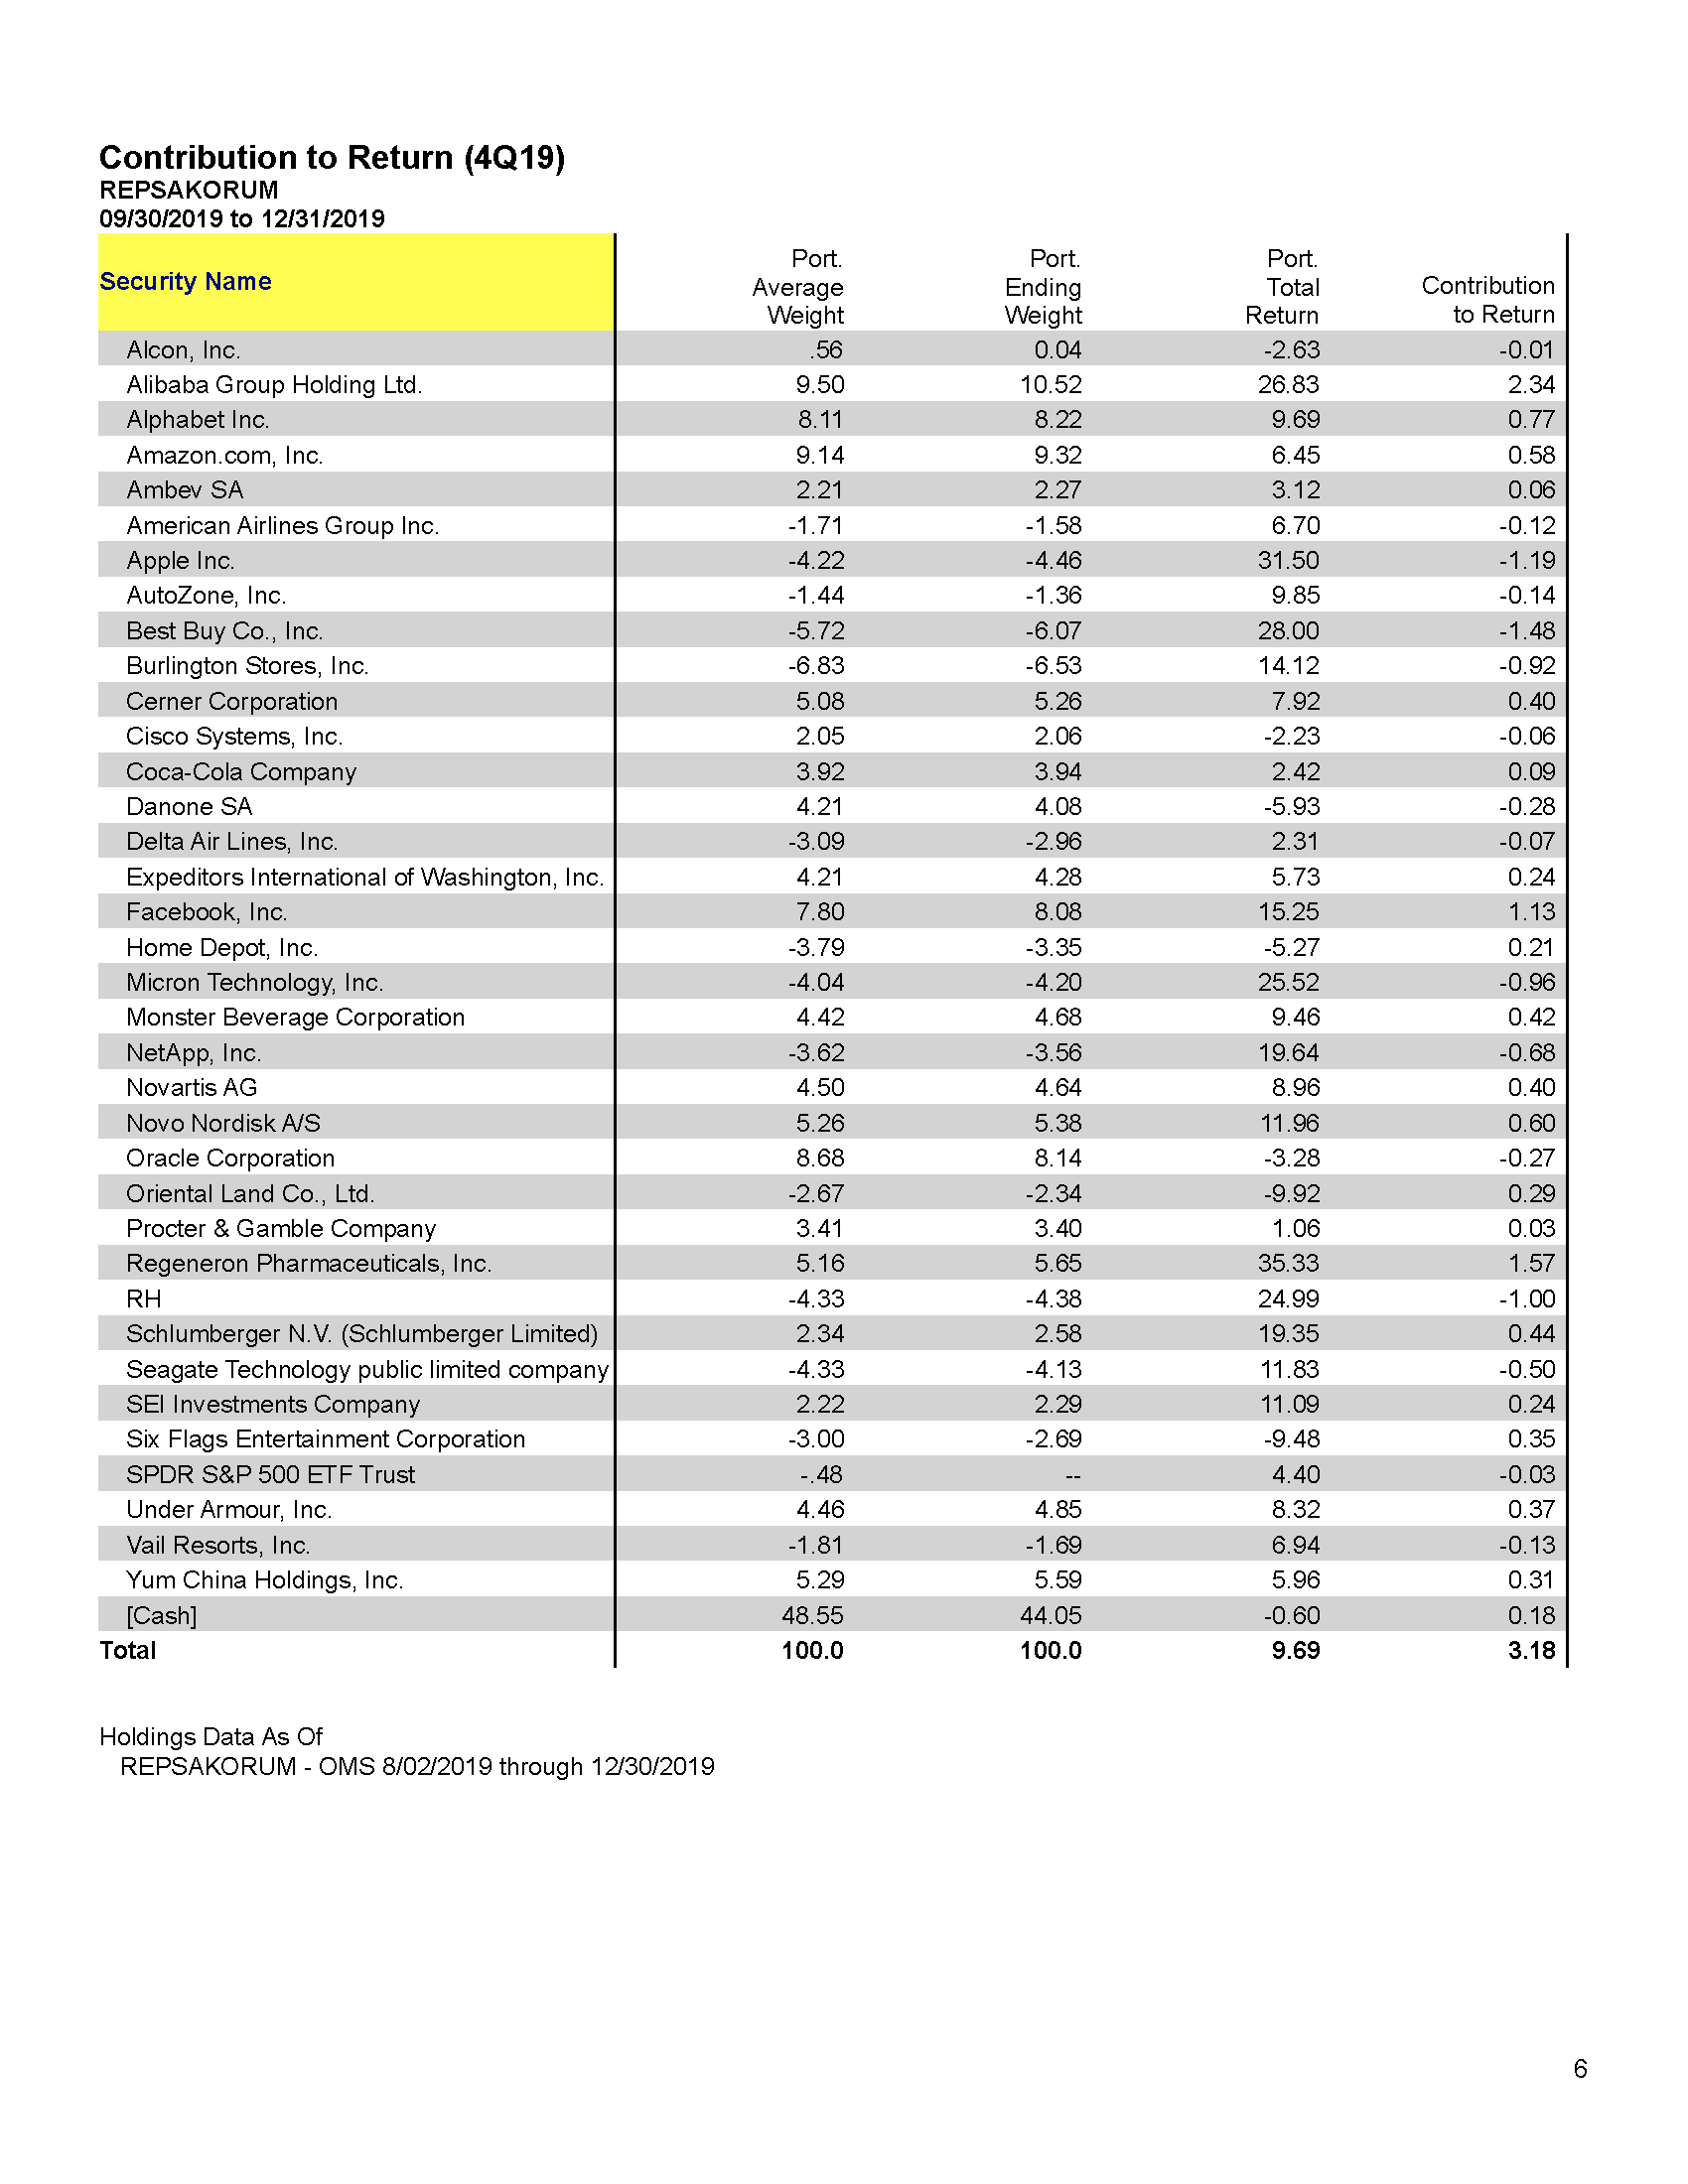 Contribution to Return (4Q19)
REPSAKORUM
09/30/2019 to 12/31/2019
Security Name Port. Average Weight Port. Ending Weight Port. Total Return Contribution to Return
Alcon, Inc. .56 0.04 -2.63 -0.01
Alibaba Group Holding Ltd. 9.50 10.52 26.83 2.34
Alphabet Inc. 8.11 8.22 9.69 0.77
Amazon.com, Inc. 9.14 9.32 6.45 0.58
Ambev SA 2.21 2.27 3.12 0.06
American Airlines Group Inc. -1.71 -1.58 6.70 -0.12
Apple Inc. -4.22 -4.46 31.50 -1.19
AutoZone, Inc. -1.44 -1.36 9.85 -0.14
Best Buy Co., Inc. -5.72 -6.07 28.00 -1.48
Burlington Stores, Inc. -6.83 -6.53 14.12 -0.92
Cerner Corporation 5.08 5.26 7.92 0.40
Cisco Systems, Inc. 2.05 2.06 -2.23 -0.06
Coca-Cola Company 3.92 3.94 2.42 0.09
Danone SA 4.21 4.08 -5.93 -0.28
Delta Air Lines, Inc. -3.09 -2.96 2.31 -0.07
Expeditors International of Washington, Inc. 4.21 4.28 5.73 0.24
Facebook, Inc. 7.80 8.08 15.25 1.13
Home Depot, Inc. -3.79 -3.35 -5.27 0.21
Micron Technology, Inc. -4.04 -4.20 25.52 -0.96
Monster Beverage Corporation 4.42 4.68 9.46 0.42
NetApp, Inc. -3.62 -3.56 19.64 -0.68
Novartis AG 4.50 4.64 8.96 0.40
Novo Nordisk A/S 5.26 5.38 11.96 0.60
Oracle Corporation 8.68 8.14 -3.28 -0.27
Oriental Land Co., Ltd. -2.67 -2.34 -9.92 0.29
Procter & Gamble Company 3.41 3.40 1.06 0.03
Regeneron Pharmaceuticals, Inc. 5.16 5.65 35.33 1.57
RH -4.33 -4.38 24.99 -1.00
Schlumberger N.V. (Schlumberger Limited) 2.34 2.58 19.35 0.44
Seagate Technology public limited company -4.33 -4.13 11.83 -0.50
SEI Investments Company 2.22 2.29 11.09 0.24
Six Flags Entertainment Corporation -3.00 -2.69 -9.48 0.35
SPDR S&P 500 ETF Trust -.48 -- 4.40 -0.03
Under Armour, Inc. 4.46 4.85 8.32 0.37
Vail Resorts, Inc. -1.81 -1.69 6.94 -0.13
Yum China Holdings, Inc. 5.29 5.59 5.96 0.31
[Cash] 48.55 44.05 -0.60 0.18
Total 100.0 100.0 9.69 3.18
Holdings Data As Of
REPSAKORUM - OMS 8/02/2019 through 12/30/2019
6